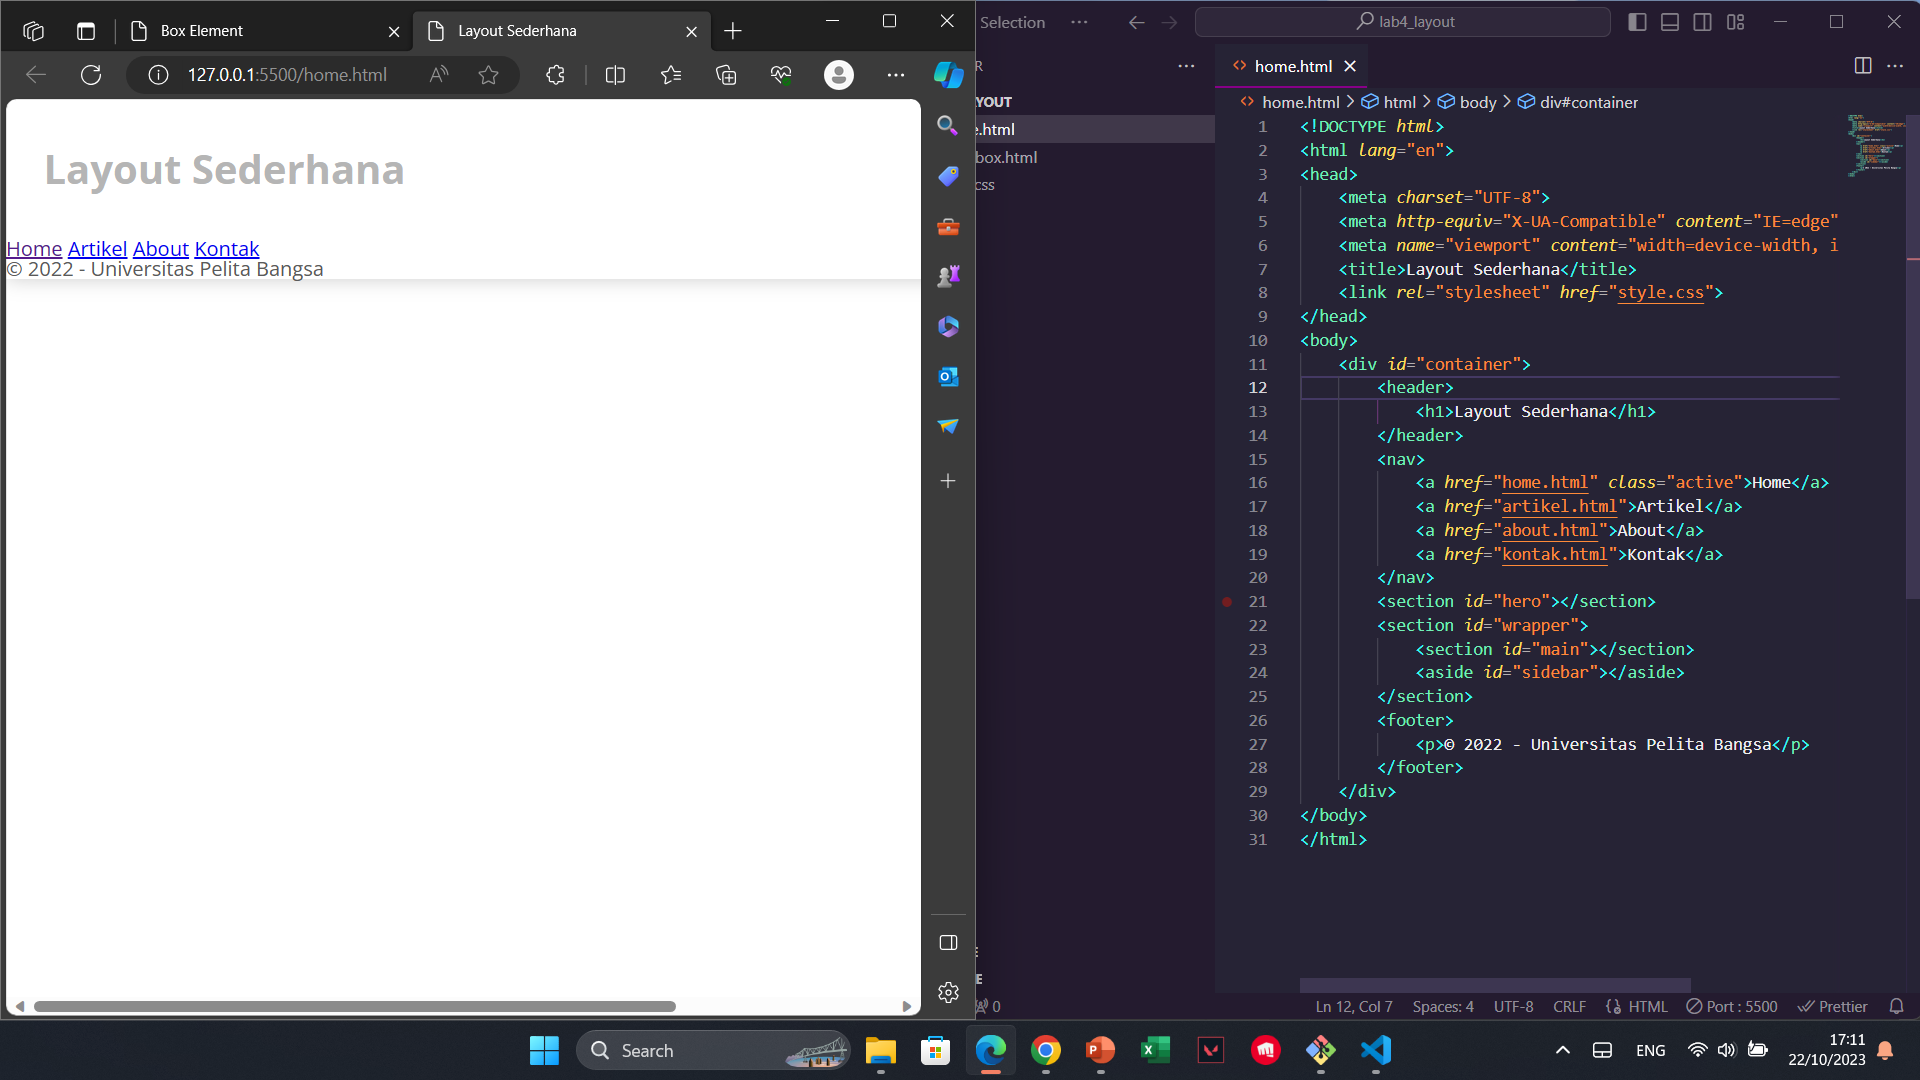 Box Element
Layout Sederhana
127.0.0.1:5500/home.html
Layout Sederhana
Home Artikel About Kontak
© 2022 - Universitas Pelita Bangsa
Selection
lab4_layout
home.html
home.html > html > body > div#container
.html
box.html
css
1 <!DOCTYPE html>
2 <html lang="en">
3 <head>
4 <meta charset="UTF-8">
5 <meta http-equiv="X-UA-Compatible" content="IE=edge"
6 <meta name="viewport" content="width=device-width, i
7 <title>Layout Sederhana</title>
8 <link rel="stylesheet" href="style.css">
9 </head>
10 <body>
11 <div id="container">
12 <header>
13 <h1>Layout Sederhana</h1>
14 </header>
15 <nav>
16 <a href="home.html" class="active">Home</a>
17 <a href="artikel.html">Artikel</a>
18 <a href="about.html">About</a>
19 <a href="kontak.html">Kontak</a>
20 </nav>
21 <section id="hero"></section>
22 <section id="wrapper">
23 <section id="main"></section>
24 <aside id="sidebar"></aside>
25 </section>
26 <footer>
27 <p>© 2022 - Universitas Pelita Bangsa</p>
28 </footer>
29 </div>
30 </body>
31 </html>
0
Ln 12, Col 7 Spaces: 4 UTF-8 CRLF {} HTML Port : 5500 Prettier
Search
ENG
17:11
22/10/2023